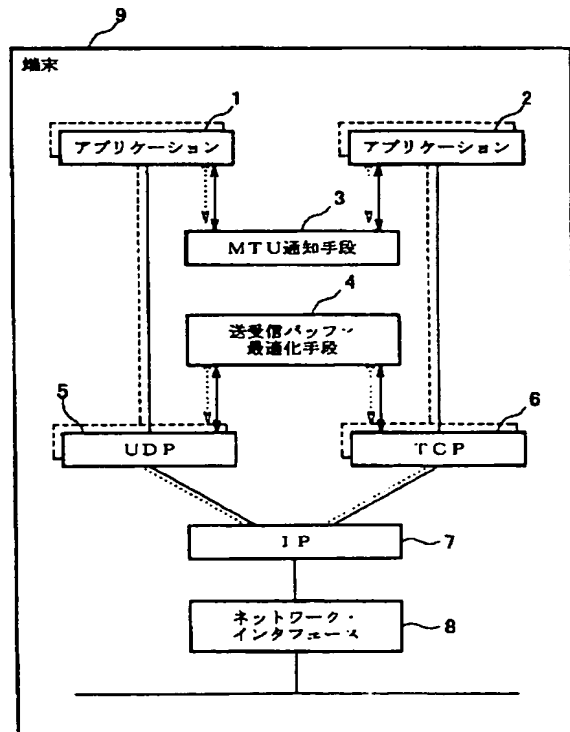 9
端末
1
2
アプリケーション
アプリケーション
3
MTU通知手段
4
送受信バッファ
最適化手段
5
6
UDP
TCP
IP
7
ネットワーク・
インタフェース
8